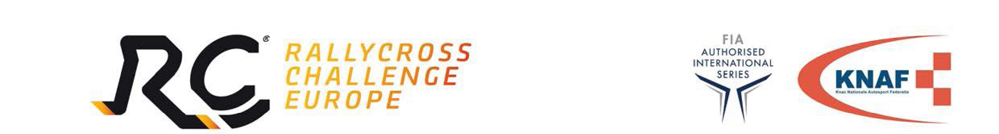 RC®
RALLYCROSS
CHALLENGE
EUROPE
FIA
AUTHORISED
INTERNATIONAL
SERIES
KNAF
Knac Nationale Autosport Federatie